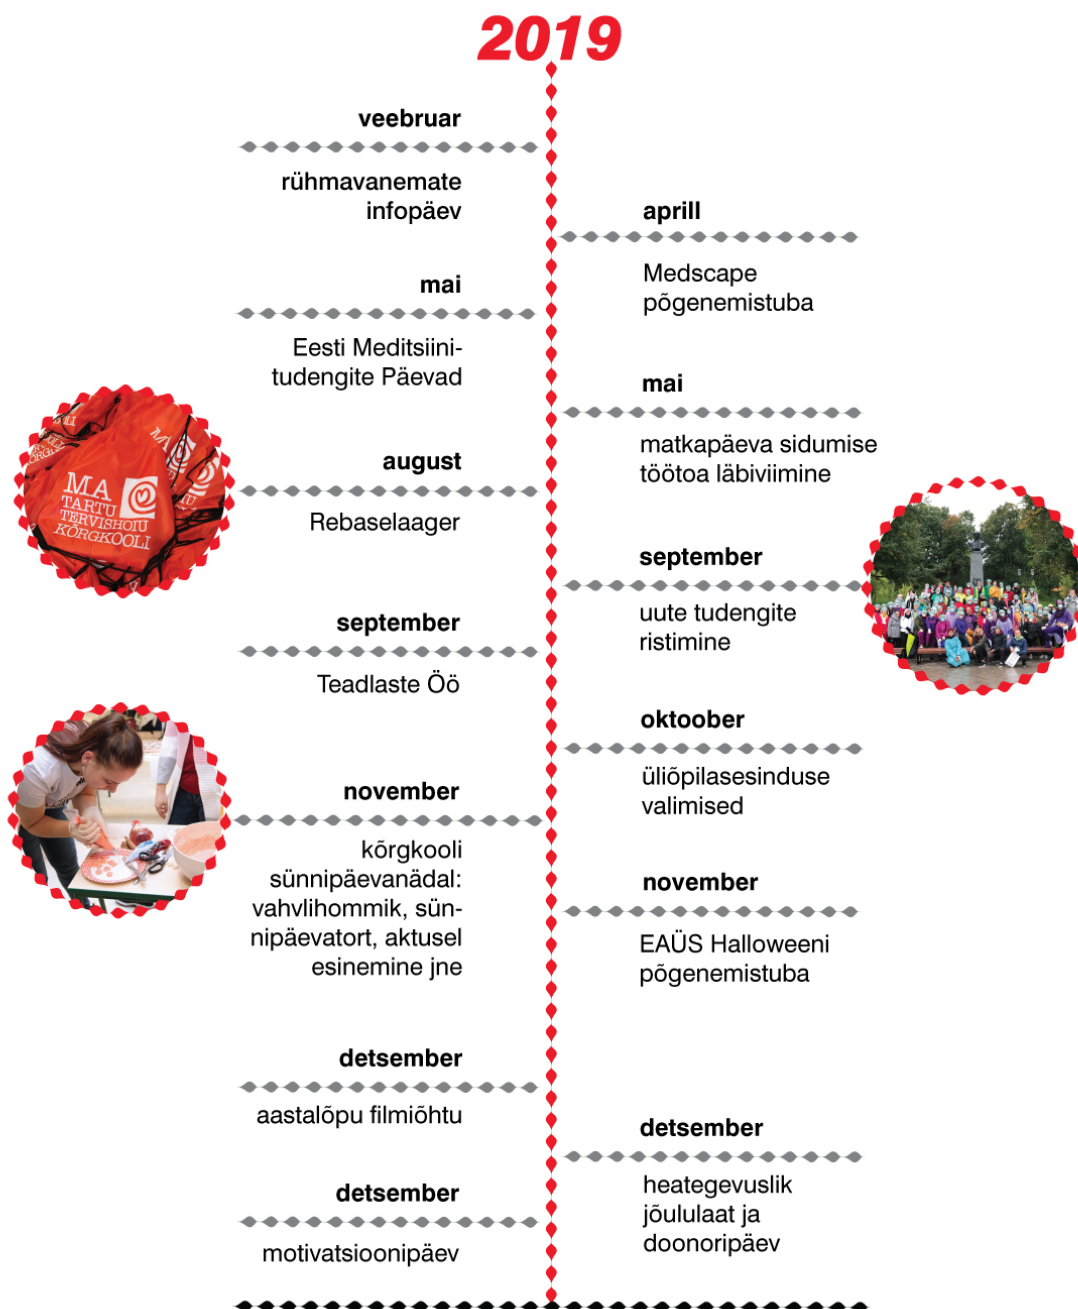 2019
veebruar
rühmavanemate
infopäev
aprill
Medscape
põgenemistuba
mai
Eesti Meditsiini-
tudengite Päevad
mai
matkapäeva sidumise
töötoa läbiviimine
august
Rebaselaager
MA
TARTU
TERVISHOIU
KÕRGKOOLI
september
uute tudengite
ristimine
september
Teadlaste Öö
oktoober
üliõpilasesinduse
valimised
november
kõrgkooli
sünnipäevanädal:
vahvlihommik, sün-
nipäevatort, aktusel
esinemine jne
november
EAÜS Halloweeni
põgenemistuba
detsember
aastalõpu filmiõhtu
detsember
heategevuslik
jõululaat ja
doonoripäev
detsember
motivatsioonipäev